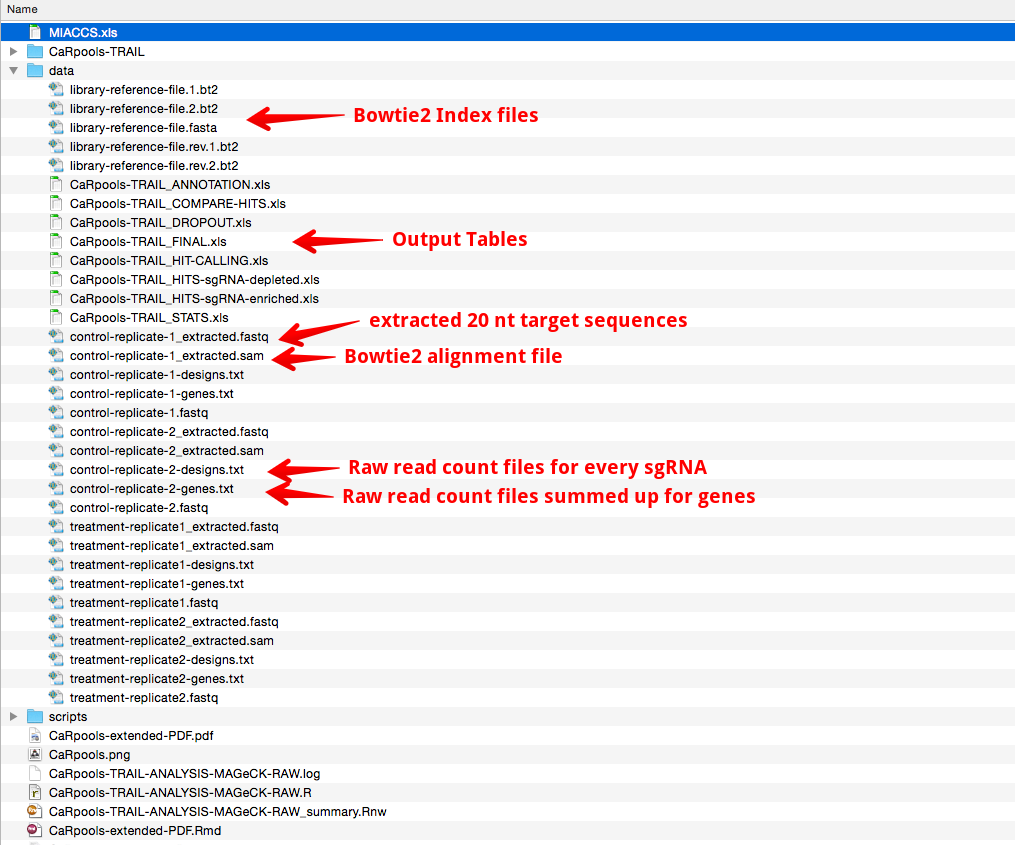 Name
MIACCS.xls
CaRpools-TRAIL
data
library-reference-file.1.bt2
library-reference-file.2.bt2
Bowtie2 Index files
library-reference-file.fasta
library-reference-file.rev.1.bt2
library-reference-file.rev.2.bt2
CaRpools-TRAIL_ANNOTATION.xls
CaRpools-TRAIL_COMPARE-HITS.xls
CaRpools-TRAIL_DROPOUT.xls
CaRpools-TRAIL_FINAL.xls
Output Tables
CaRpools-TRAIL_HIT-CALLING.xls
CaRpools-TRAIL_HITS-sgRNA-depleted.xls
CaRpools-TRAIL_HITS-sgRNA-enriched.xls
CaRpools-TRAIL_STATS.xls
extracted 20 nt target sequences
control-replicate-1_extracted.fastq
control-replicate-1_extracted.sam
Bowtie2 alignment file
control-replicate-1-designs.txt
control-replicate-1-genes.txt
control-replicate-1.fastq
control-replicate-2_extracted.fastq
control-replicate-2_extracted.sam
control-replicate-2-designs.txt
Raw read count files for every sgRNA
control-replicate-2-genes.txt
Raw read count files summed up for genes
control-replicate-2.fastq
treatment-replicate1_extracted.fastq
treatment-replicate1_extracted.sam
treatment-replicate1-designs.txt
treatment-replicate1-genes.txt
treatment-replicate1.fastq
treatment-replicate2_extracted.fastq
treatment-replicate2_extracted.sam
treatment-replicate2-designs.txt
treatment-replicate2-genes.txt
treatment-replicate2.fastq
scripts
CaRpools-extended-PDF.pdf
CaRpools.png
CaRpools-TRAIL-ANALYSIS-MAGeCK-RAW.log
CaRpools-TRAIL-ANALYSIS-MAGeCK-RAW.R
CaRpools-TRAIL-ANALYSIS-MAGeCK-RAW_summary.Rnw
CaRpools-extended-PDF.Rmd